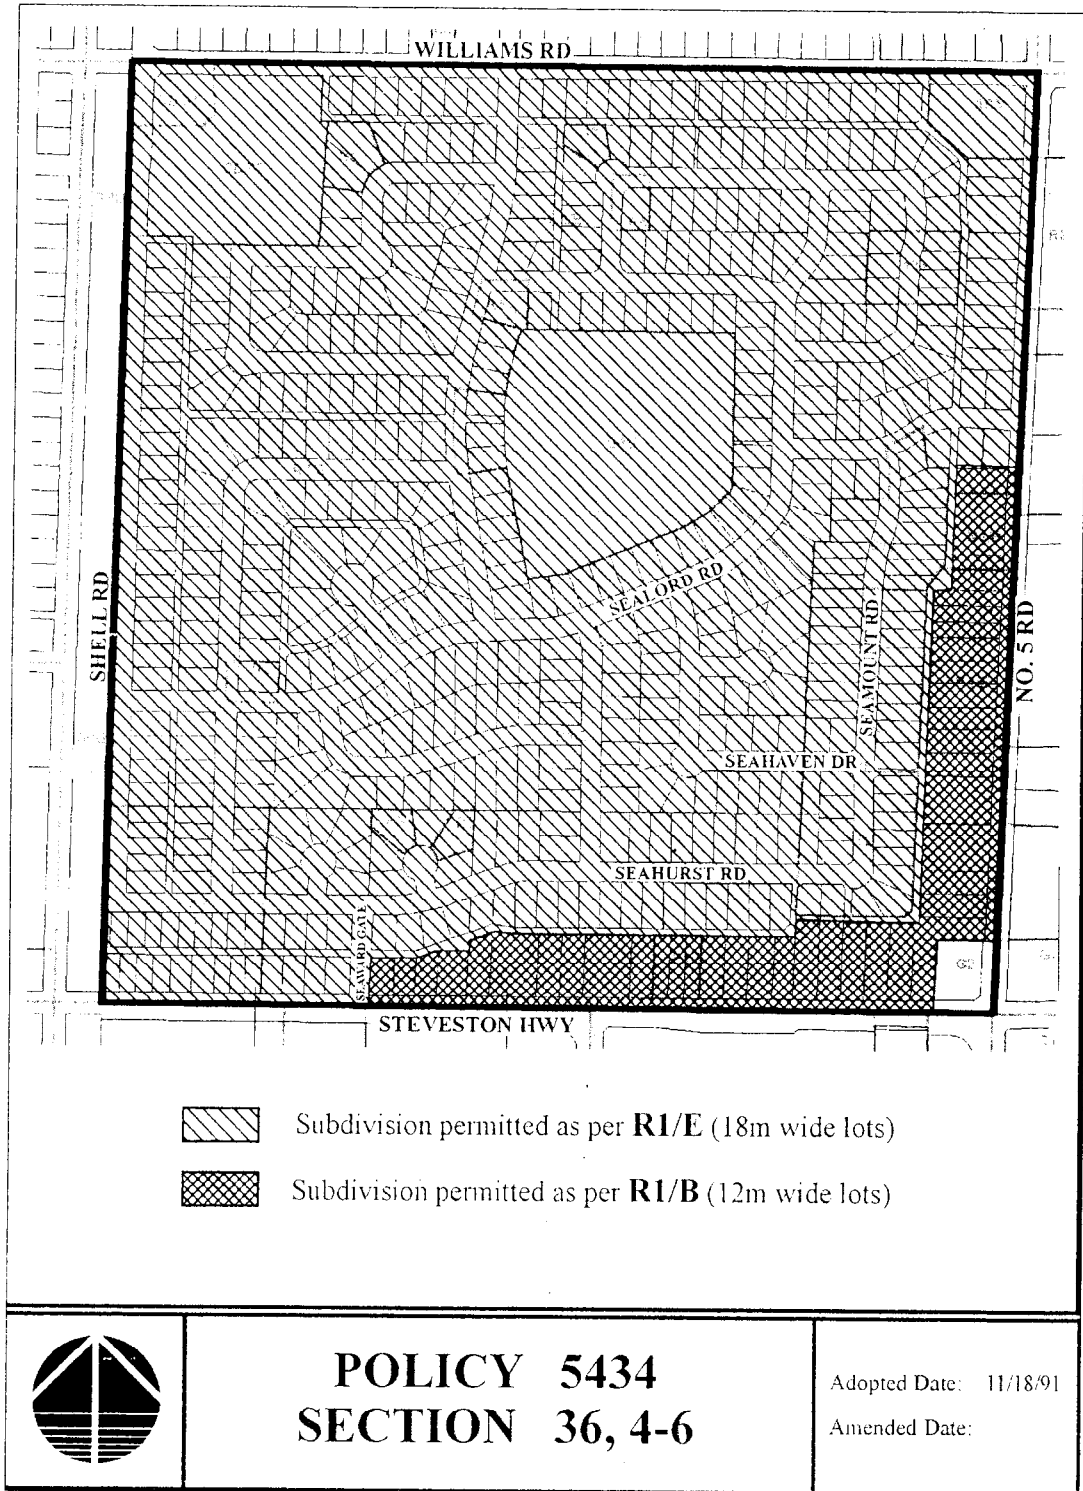 WILLIAMS RD
SHELL RD
SEALORD RD
SEAMOUNT RD
NO. 5 RD
SEAHAVEN DR
SEAHURST RD
SEAWARD GATE
STEVESTON HWY
Subdivision permitted as per R1/E (18m wide lots)
Subdivision permitted as per R1/B (12m wide lots)
POLICY 5434
SECTION 36, 4-6
Adopted Date: 11/18/91
Amended Date: